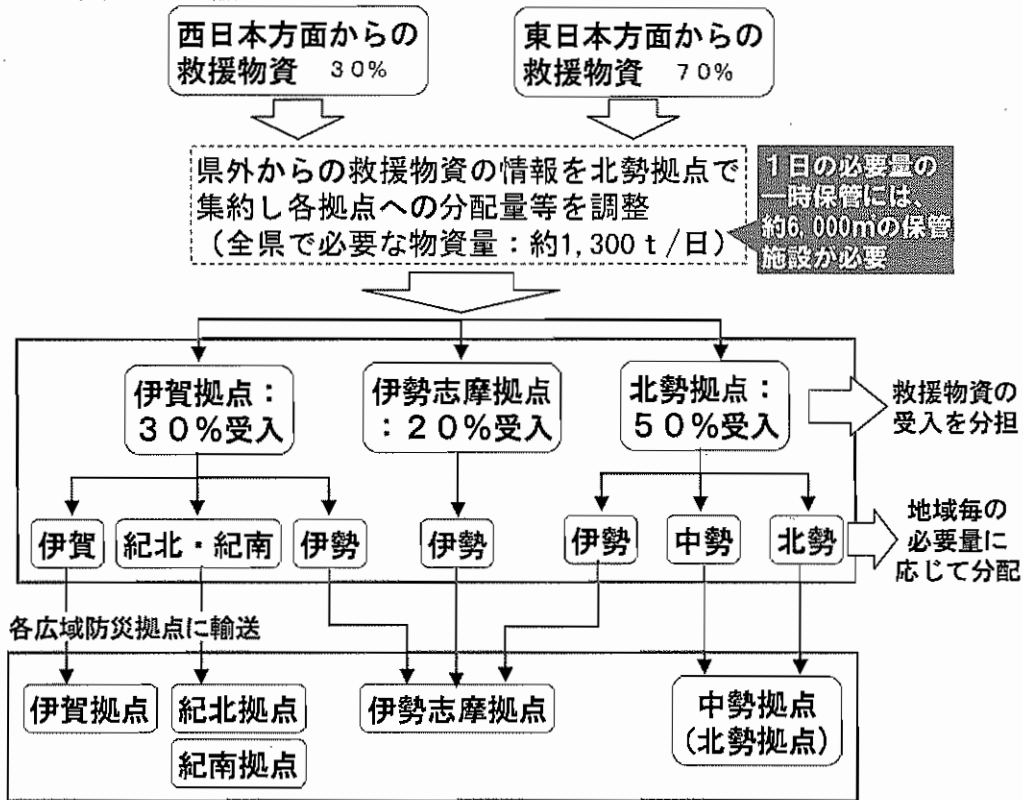 西日本方面からの
救援物資 30%
東日本方面からの
救援物資 70%
県外からの救援物資の情報を北勢拠点で
集約し各拠点への分配量等を調整
(全県で必要な物資量:約1,300t/日)
1日の必要量の
一時保管には、
約6,000㎡の保管
施設が必要
伊賀拠点:
30%受入
伊勢志摩拠点
:20%受入
北勢拠点:
50%受入
救援物資の
受入を分担
伊賀
紀北・紀南
伊勢
伊勢
伊勢
中勢
北勢
地域毎の
必要量に
応じて分配
各広域防災拠点に輸送
伊賀拠点
紀北拠点
紀南拠点
伊勢志摩拠点
中勢拠点
(北勢拠点)